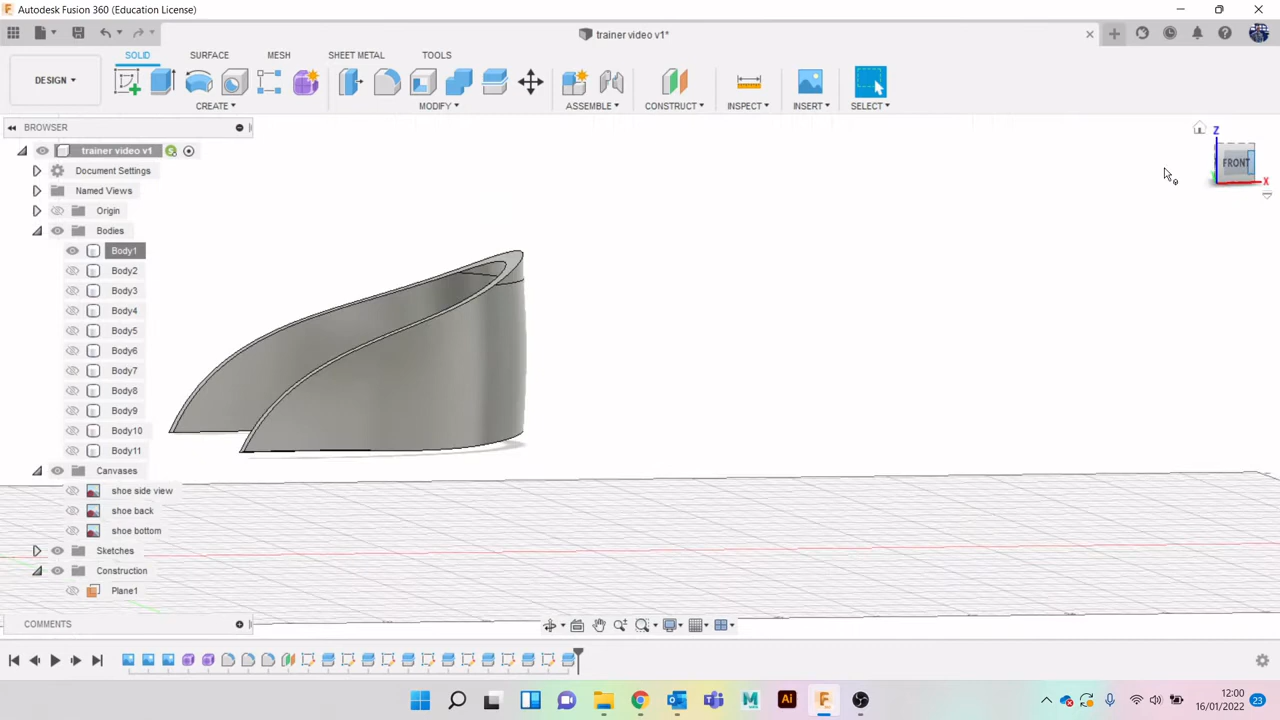 Autodesk Fusion 360 (Education License)
trainer video v1*
SOLID SURFACE MESH SHEET METAL TOOLS
DESIGN
CREATE MODIFY ASSEMBLE CONSTRUCT INSPECT INSERT SELECT
BROWSER
Z
FRONT
X
trainer video v1
Document Settings
Named Views
Origin
Bodies
Body1
Body2
Body3
Body4
Body5
Body6
Body7
Body8
Body9
Body10
Body11
Canvases
shoe side view
shoe back
shoe bottom
Sketches
Construction
Plane1
COMMENTS
Ai
F
12:00
16/01/2022
23